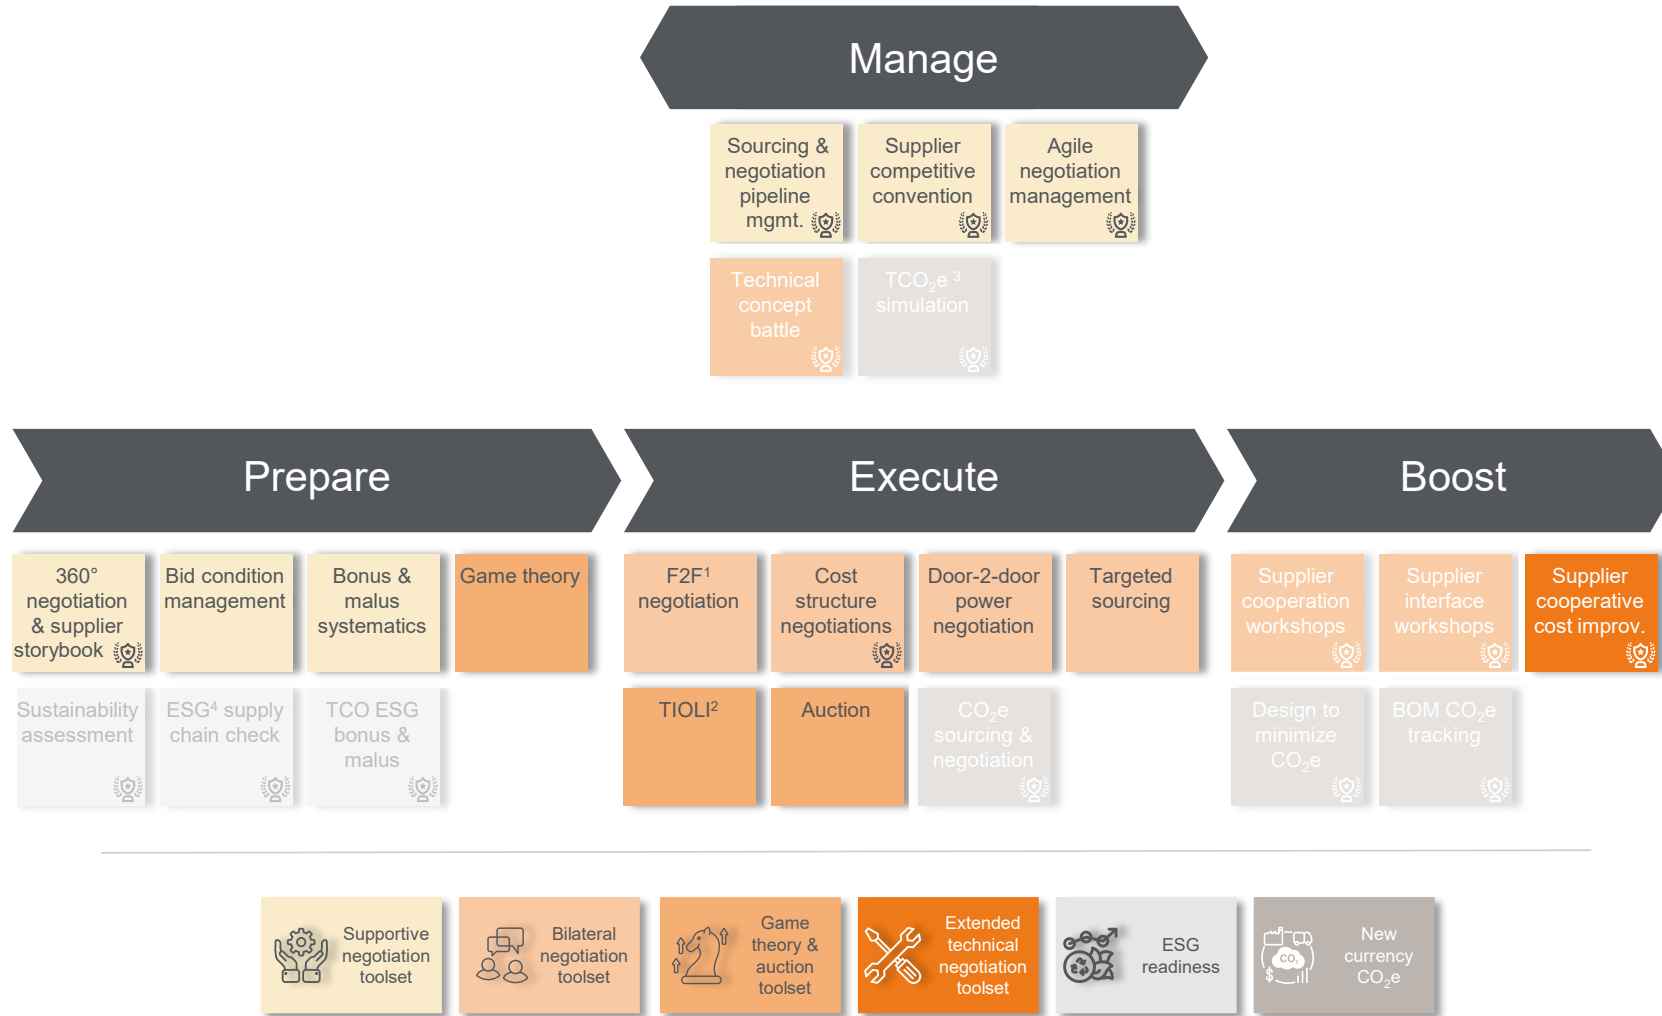 Manage
Sourcing &
negotiation
pipeline
mgmt.
Supplier
competitive
convention
Agile
negotiation
management
Technical
concept
battle
TCO₂e ³
simulation
Prepare
Execute
Boost
360°
negotiation
& supplier
storybook
Bid condition
management
Bonus &
malus
systematics
Game theory
F2F¹
negotiation
Cost
structure
negotiations
Door-2-door
power
negotiation
Targeted
sourcing
Supplier
cooperation
workshops
Supplier
interface
workshops
Supplier
cooperative
cost improv.
Sustainability
assessment
ESG⁴ supply
chain check
TCO ESG
bonus &
malus
TIOLI²
Auction
CO₂e
sourcing &
negotiation
Design to
minimize
CO₂e
BOM CO₂e
tracking
Supportive
negotiation
toolset
Bilateral
negotiation
toolset
Game
theory &
auction
toolset
Extended
technical
negotiation
toolset
ESG
readiness
CO₂
$
New
currency
CO₂e